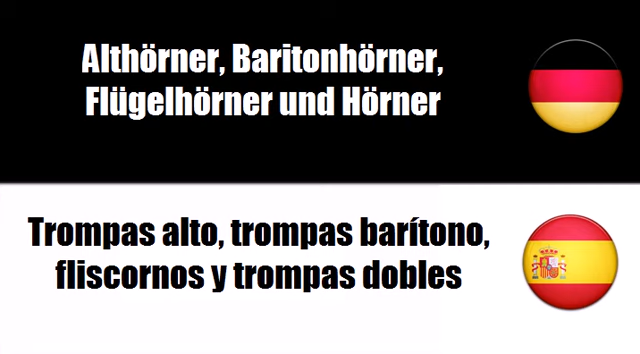 Althörner, Baritonhörner,
Flügelhörner und Hörner
Trompas alto, trompas barítono,
fliscornos y trompas dobles